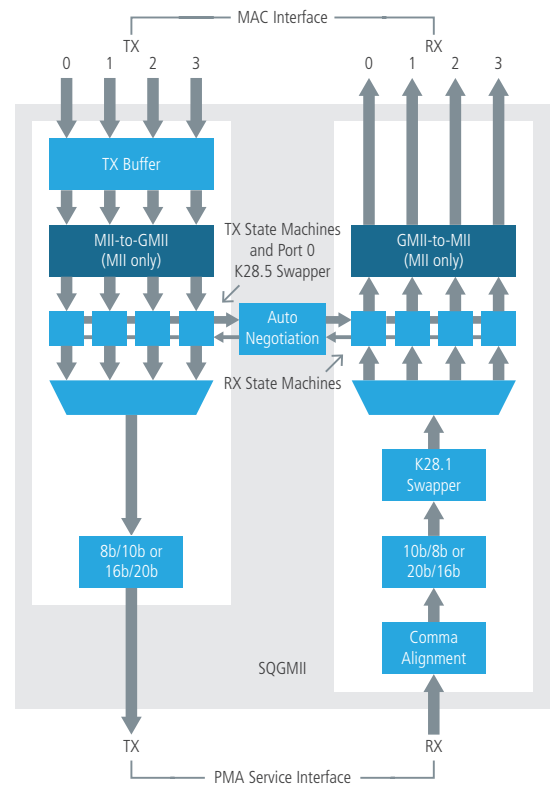 MAC Interface
TX
RX
0 1 2 3
0 1 2 3
TX Buffer
MII-to-GMII
(MII only)
TX State Machines
and Port 0
K28.5 Swapper
GMII-to-MII
(MII only)
Auto
Negotiation
RX State Machines
K28.1
Swapper
8b/10b or
16b/20b
10b/8b or
20b/16b
Comma
Alignment
SQGMII
TX
RX
PMA Service Interface